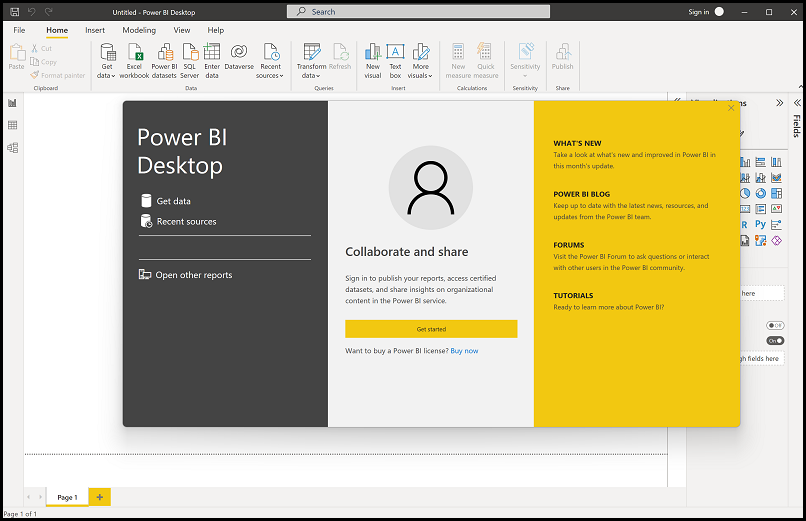 Untitled - Power BI Desktop
Search
Sign in
File Home Insert Modeling View Help
Paste
Cut
Copy
Format painter
Clipboard
Get data
Excel workbook
Power BI datasets
SQL Server
Enter data
Dataverse
Recent sources
Data
Transform data
Refresh
Queries
New visual
Text box
More visuals
Insert
New measure
Quick measure
Calculations
Sensitivity
Sensitivity
Publish
Share
Fields
Power BI
Desktop
Get data
Recent sources
Open other reports
Collaborate and share
Sign in to publish your reports, access certified
datasets, and share insights on organizational
content in the Power BI service.
Get started
Want to buy a Power BI license? Buy now
WHAT'S NEW
Take a look at what's new and improved in Power BI in
this month's update.
POWER BI BLOG
Keep up to date with the latest news, resources, and
updates from the Power BI team.
FORUMS
Visit the Power BI Forum to ask questions or interact
with other users in the Power BI community.
TUTORIALS
Ready to learn more about Power BI?
R Py
here
Off
On
fields here
Page 1
Page 1 of 1